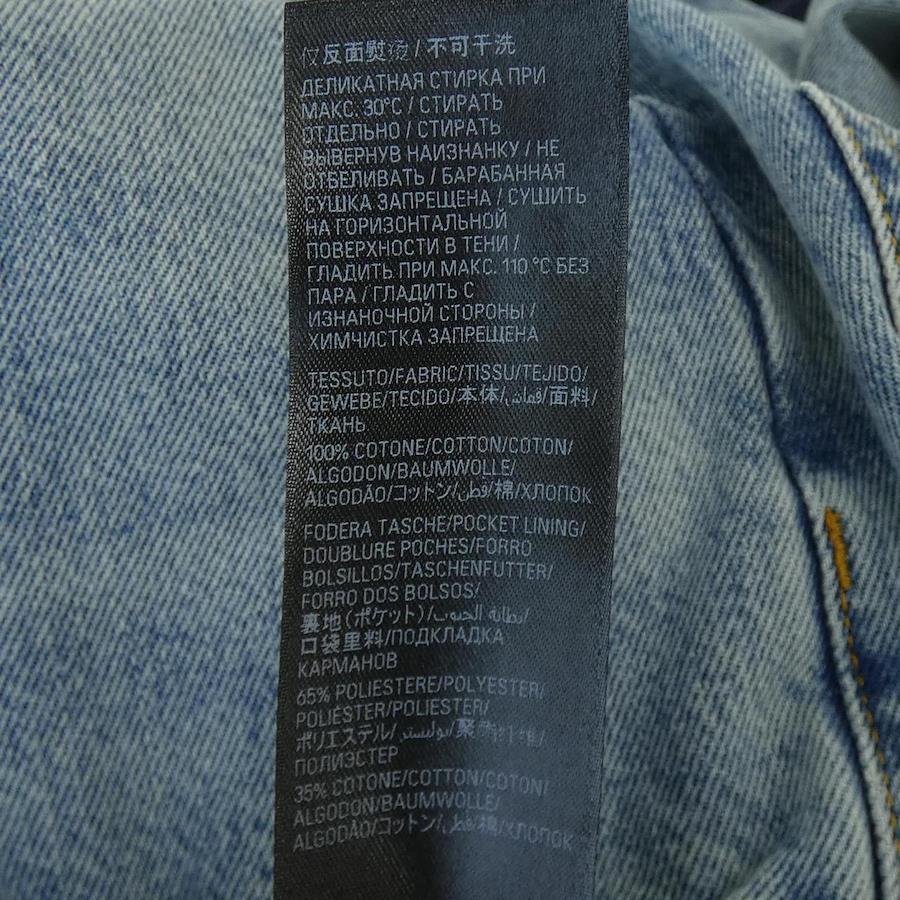 仅反面熨烫 / 不可干洗
ДЕЛИКАТНАЯ СТИРКА ПРИ
МАКС. 30°C / СТИРАТЬ
ОТДЕЛЬНО / СТИРАТЬ
ВЫВЕРНУВ НАИЗНАНКУ / НЕ
ОТБЕЛИВАТЬ / БАРАБАННАЯ
СУШКА ЗАПРЕЩЕНА / СУШИТЬ
НА ГОРИЗОНТАЛЬНОЙ
ПОВЕРХНОСТИ В ТЕНИ /
ГЛАДИТЬ ПРИ МАКС. 110 °C БЕЗ
ПАРА / ГЛАДИТЬ С
ИЗНАНОЧНОЙ СТОРОНЫ /
ХИМЧИСТКА ЗАПРЕЩЕНА
TESSUTO/FABRIC/TISSU/TEJIDO/
GEWEBE/TECIDO/本体/قماش/面料/
ТКАНЬ
100% COTONE/COTTON/COTON/
ALGODON/BAUMWOLLE/
ALGODÃO/コットン/قطن/棉/ХЛОПОК
FODERA TASCHE/POCKET LINING/
DOUBLURE POCHES/FORRO
BOLSILLOS/TASCHENFUTTER/
FORRO DOS BOLSOS/
裏地(ポケット)/بطانة الجيوب/
口袋里料/ПОДКЛАДКА
КАРМАНОВ
65% POLIESTERE/POLYESTER/
POLIÉSTER/POLIESTER/
ポリエステル/بوليستر/聚酯纤维/
ПОЛИЭСТЕР
35% COTONE/COTTON/COTON/
ALGODON/BAUMWOLLE/
ALGODÃO/コットン/قطن/棉/ХЛОПОК